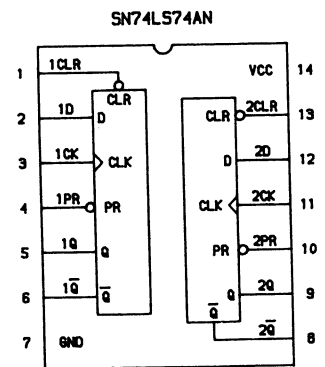 SN74LS74AN
1 1CLR VCC 14
CLR CLR 2CLR 13
2 1D D D 2D 12
3 1CK CLK CLK 2CK 11
4 1PR PR PR 2PR 10
5 1Q Q Q 2Q 9
6 1Q̅ Q̅ Q̅ 2Q̅ 8
7 GND